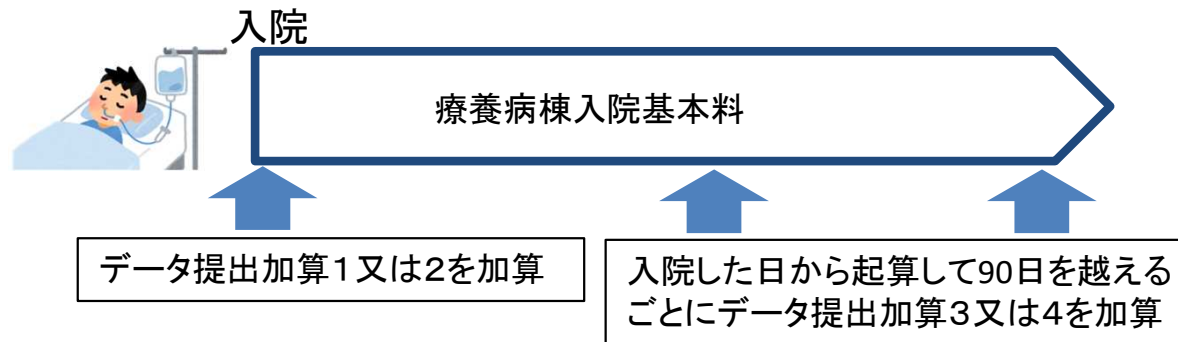 入院
療養病棟入院基本料
データ提出加算１又は２を加算
入院した日から起算して90日を越える
ごとにデータ提出加算３又は４を加算